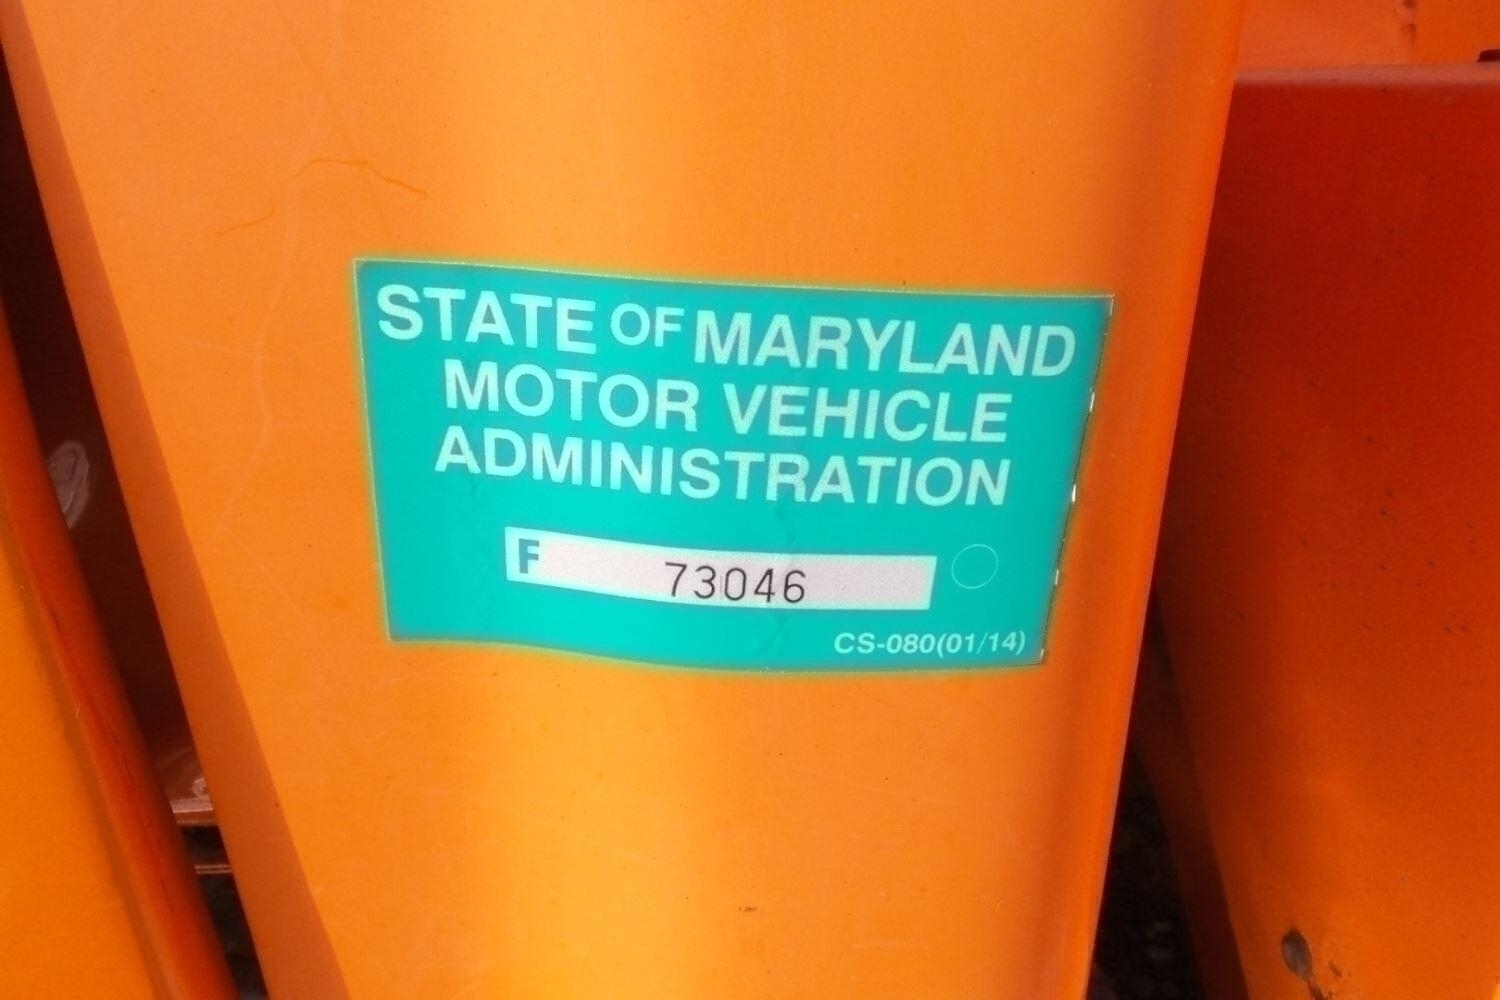 STATE OF MARYLAND
MOTOR VEHICLE
ADMINISTRATION
F 73046
CS-080(01/14)